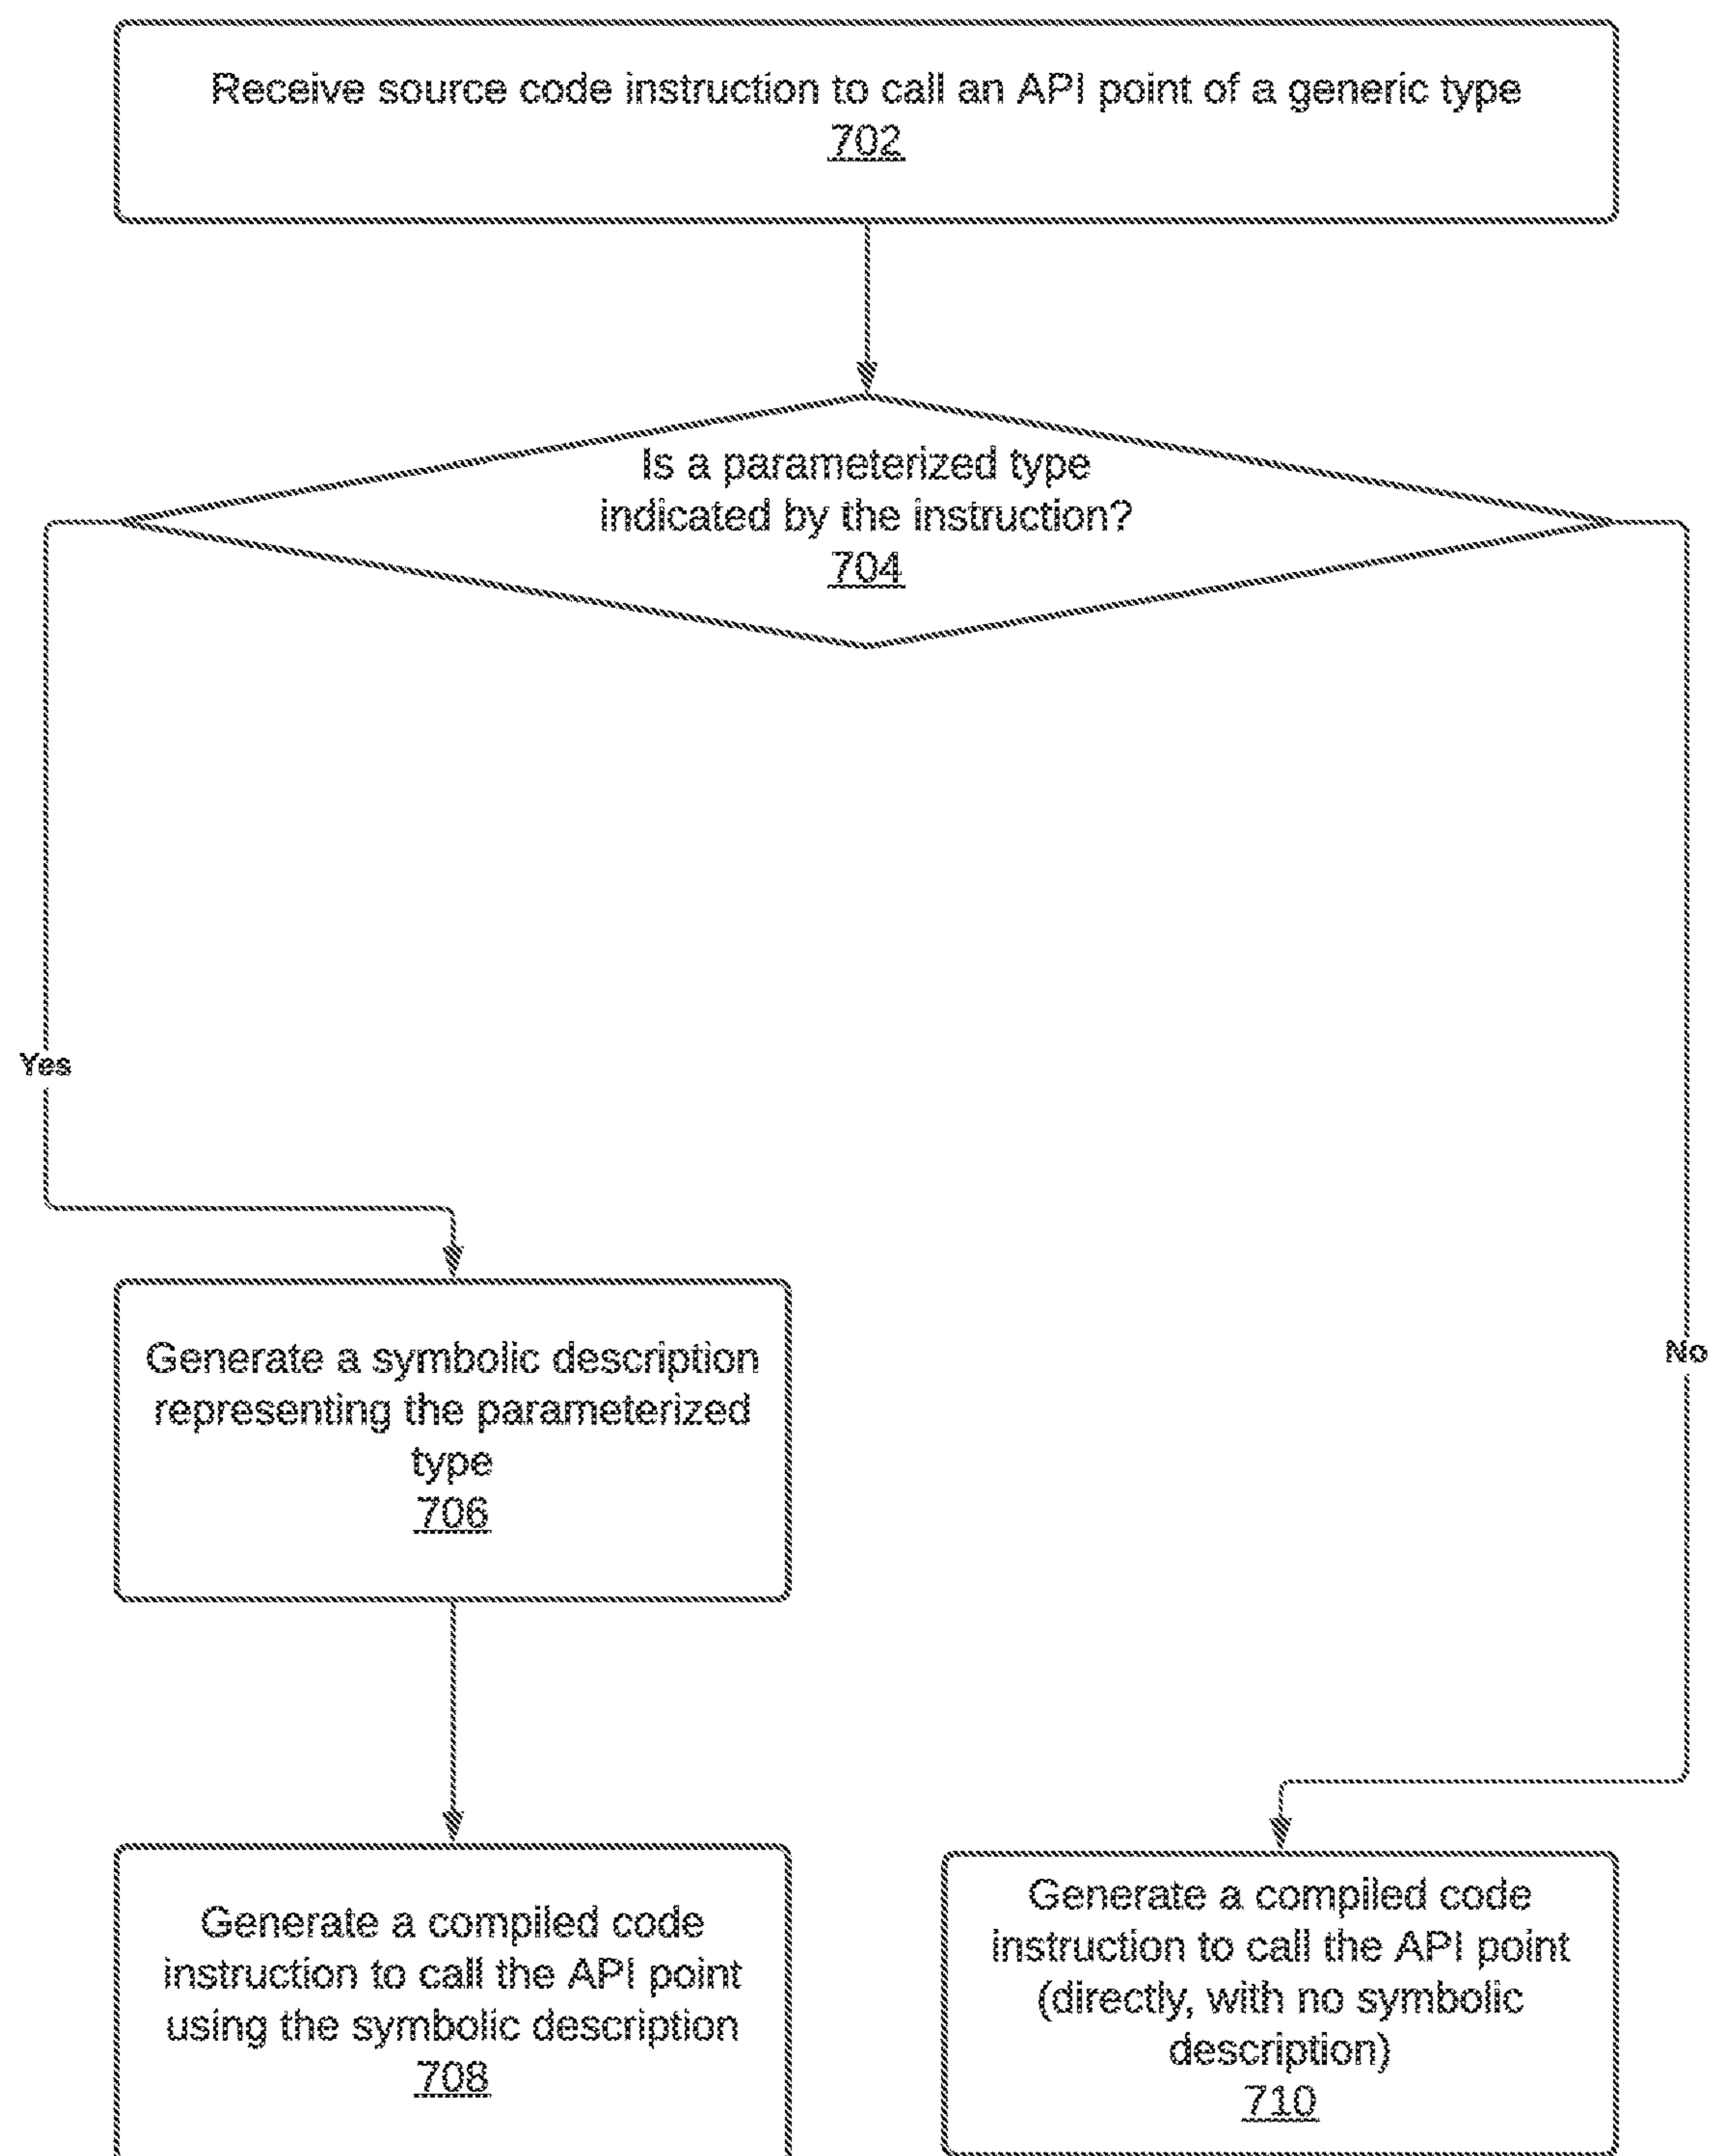 Receive source code instruction to call an API point of a generic type
702
Is a parameterized type
indicated by the instruction?
704
Yes
Generate a symbolic description
representing the parameterized
type
706
No
Generate a compiled code
instruction to call the API point
using the symbolic description
708
Generate a compiled code
instruction to call the API point
(directly, with no symbolic
description)
710